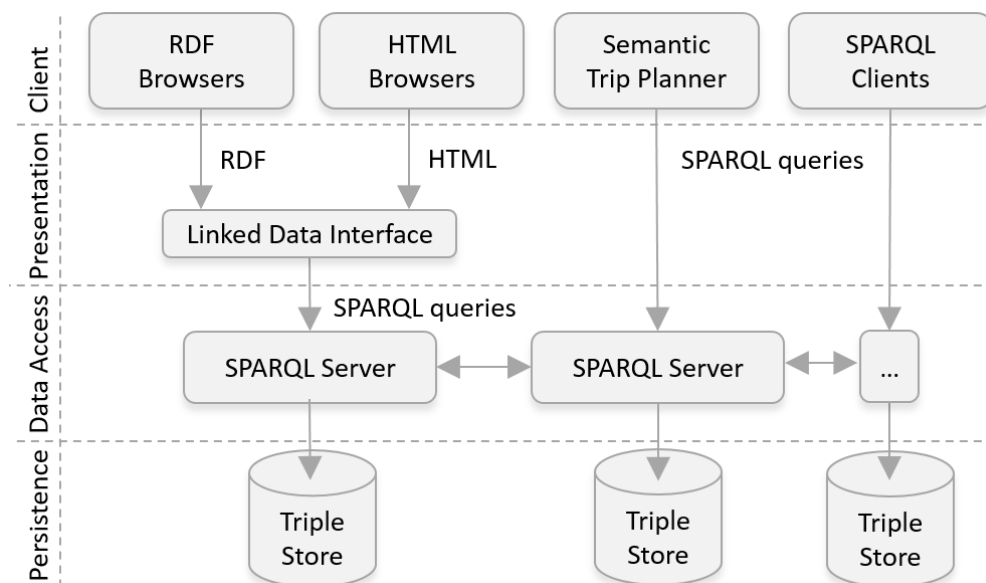 Client
RDF
Browsers
HTML
Browsers
Semantic
Trip Planner
SPARQL
Clients
Presentation
RDF
HTML
SPARQL queries
Linked Data Interface
Data Access
SPARQL queries
SPARQL Server
SPARQL Server
...
Persistence
Triple
Store
Triple
Store
Triple
Store